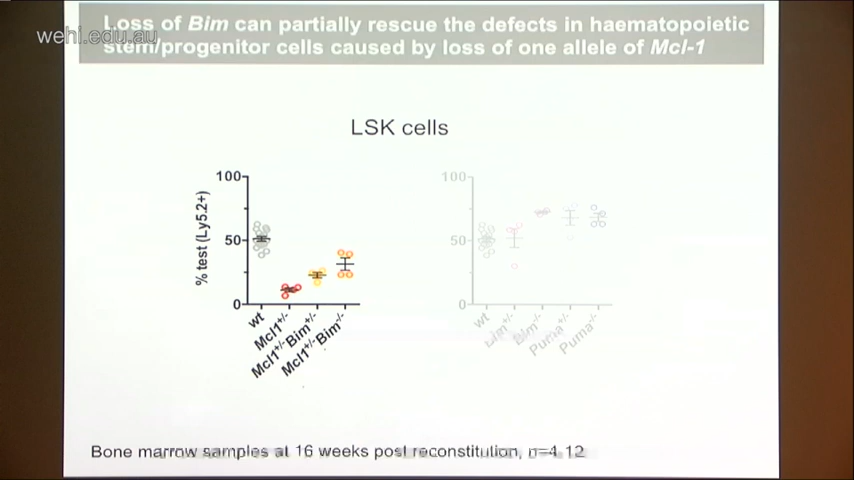 wehi.edu.au
Loss of Bim can partially rescue the defects in haematopoietic
stem/progenitor cells caused by loss of one allele of Mcl-1
LSK cells
100
50
0
% test (Ly5.2+)
wt
Mcl1+/-
Mcl1+/-Bim+/-
Mcl1+/-Bim-/-
100
50
0
wt
Bim+/-
Bim-/-
Puma+/-
Puma-/-
Bone marrow samples at 16 weeks post reconstitution, n=4-12